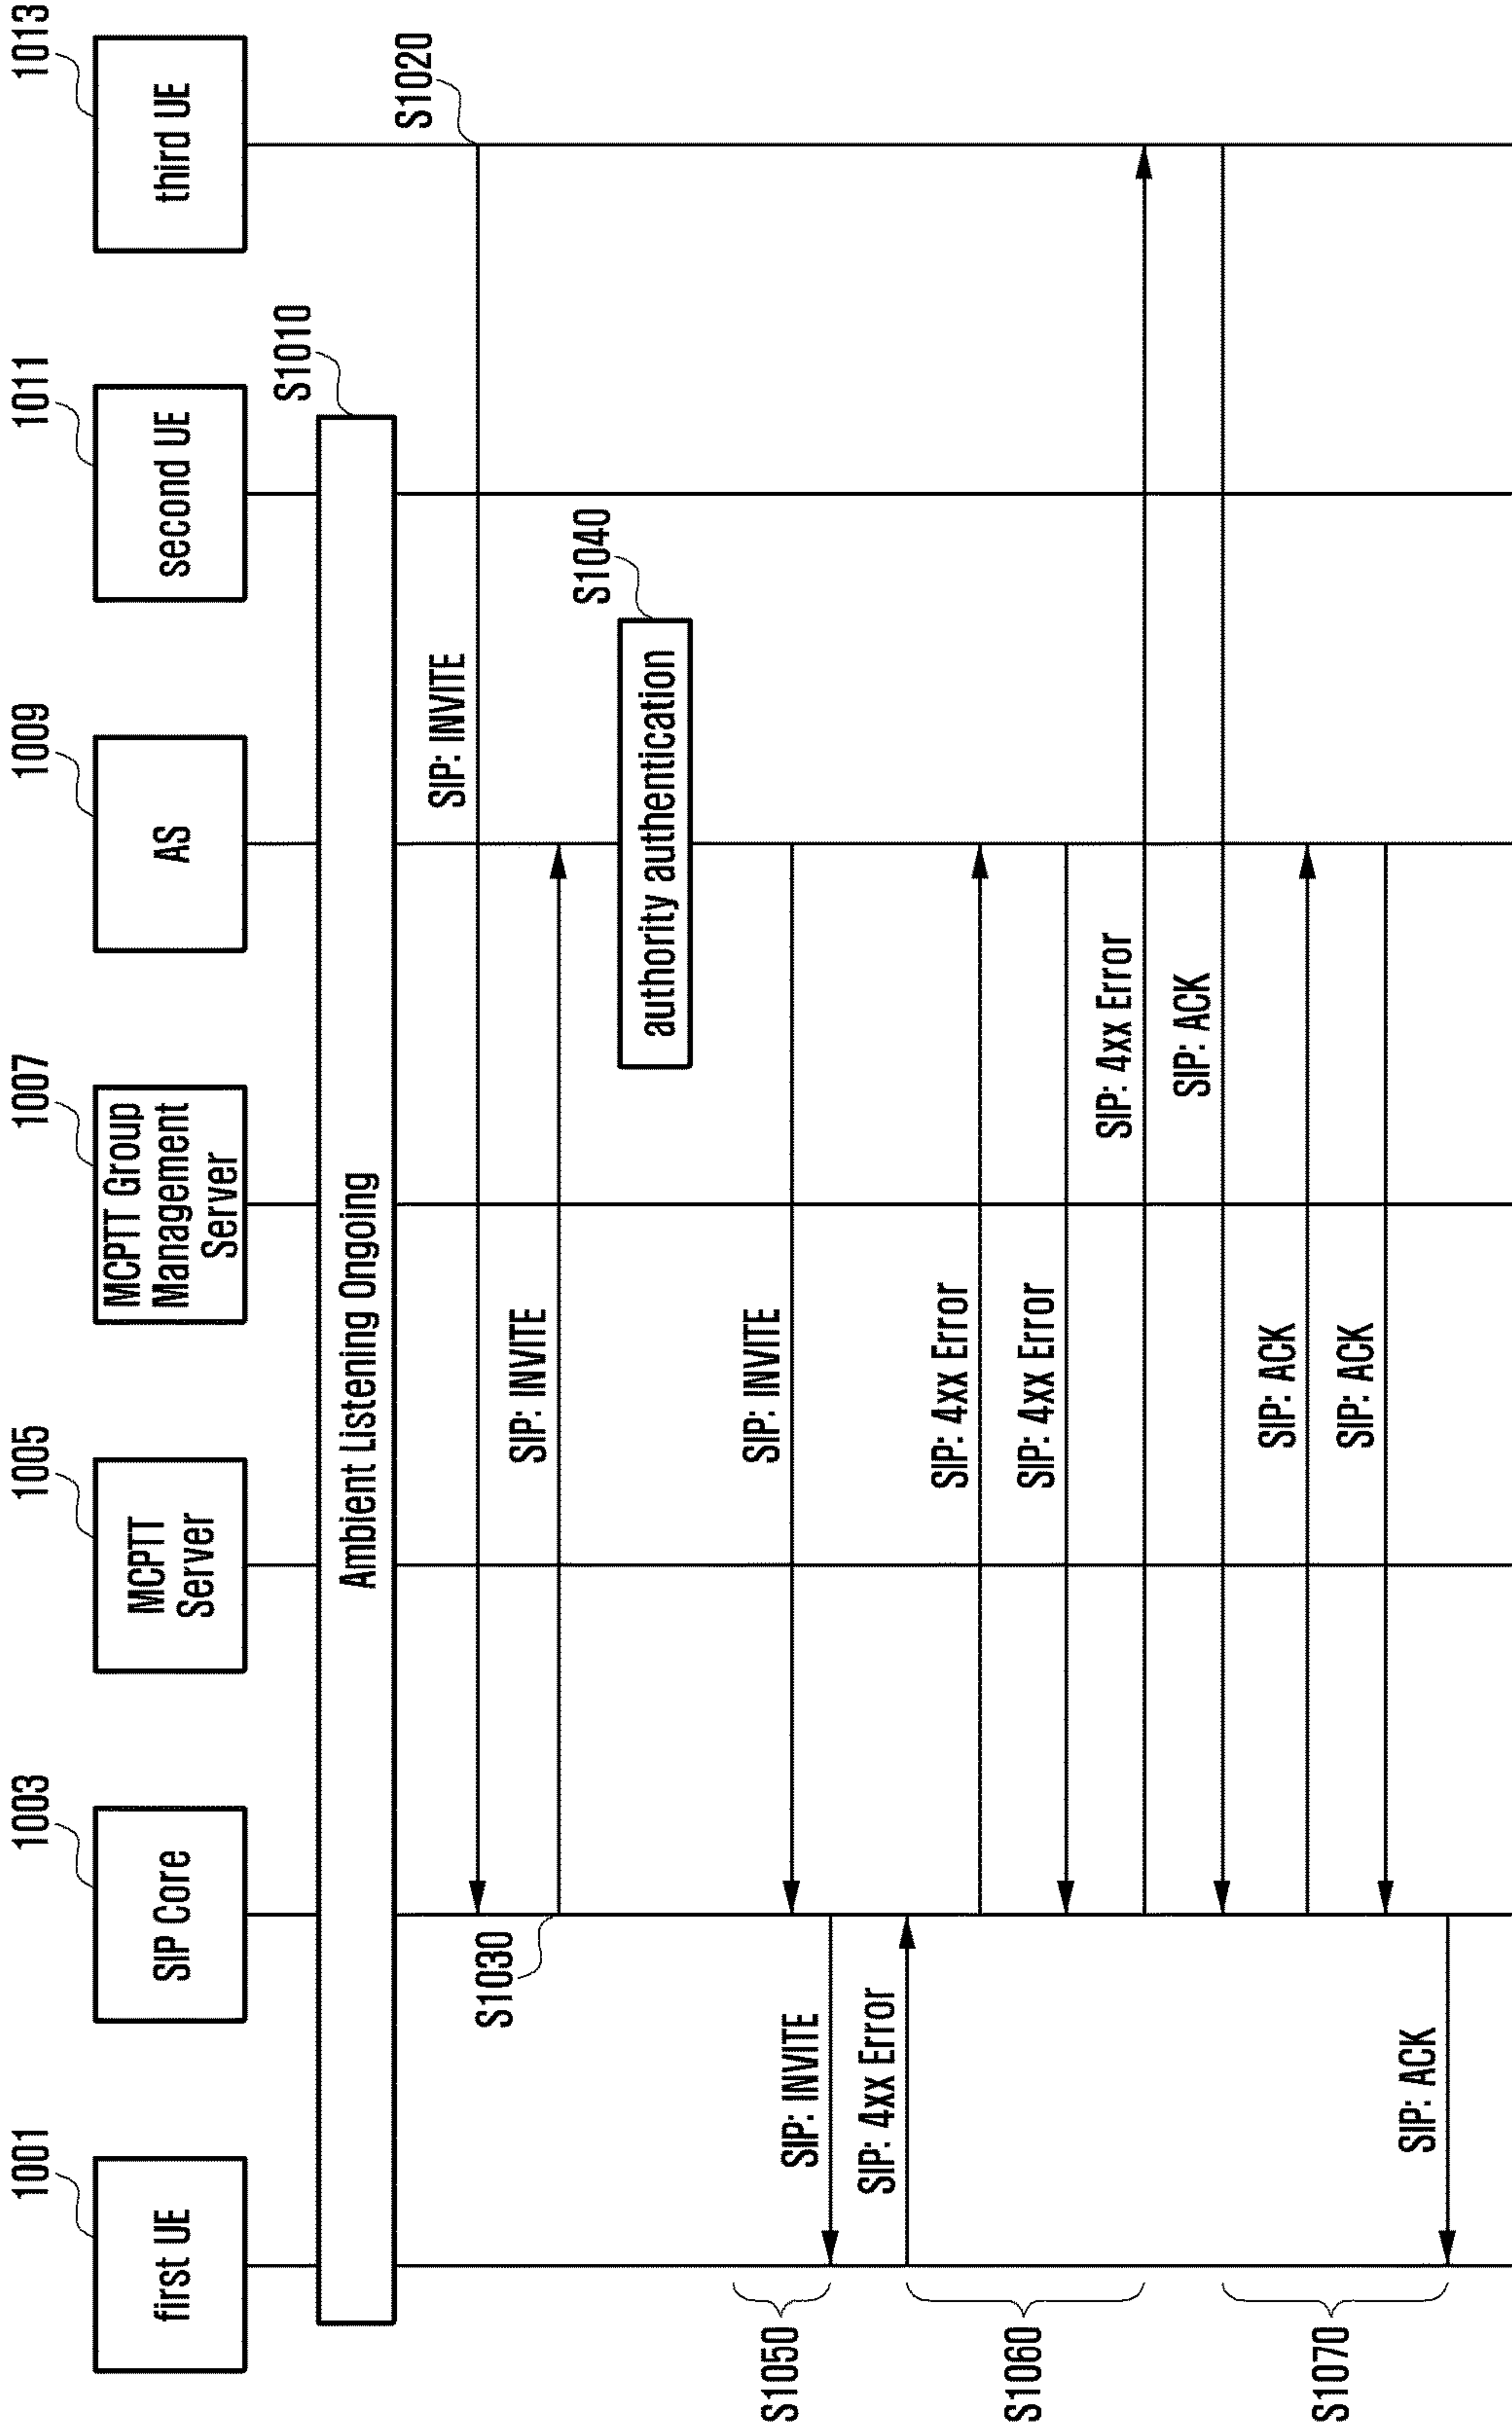 1001
1003
1005
1007
1009
1011
1013
first UE
SIP Core
MCPTT
Server
MCPTT Group
Management
Server
AS
second UE
third UE
S1010
Ambient Listening Ongoing
S1020
SIP: INVITE
S1030
SIP: INVITE
S1040
authority authentication
S1050
SIP: INVITE
SIP: INVITE
S1060
SIP: 4xx Error
SIP: 4xx Error
SIP: 4xx Error
SIP: 4xx Error
S1070
SIP: ACK
SIP: ACK
SIP: ACK
SIP: ACK